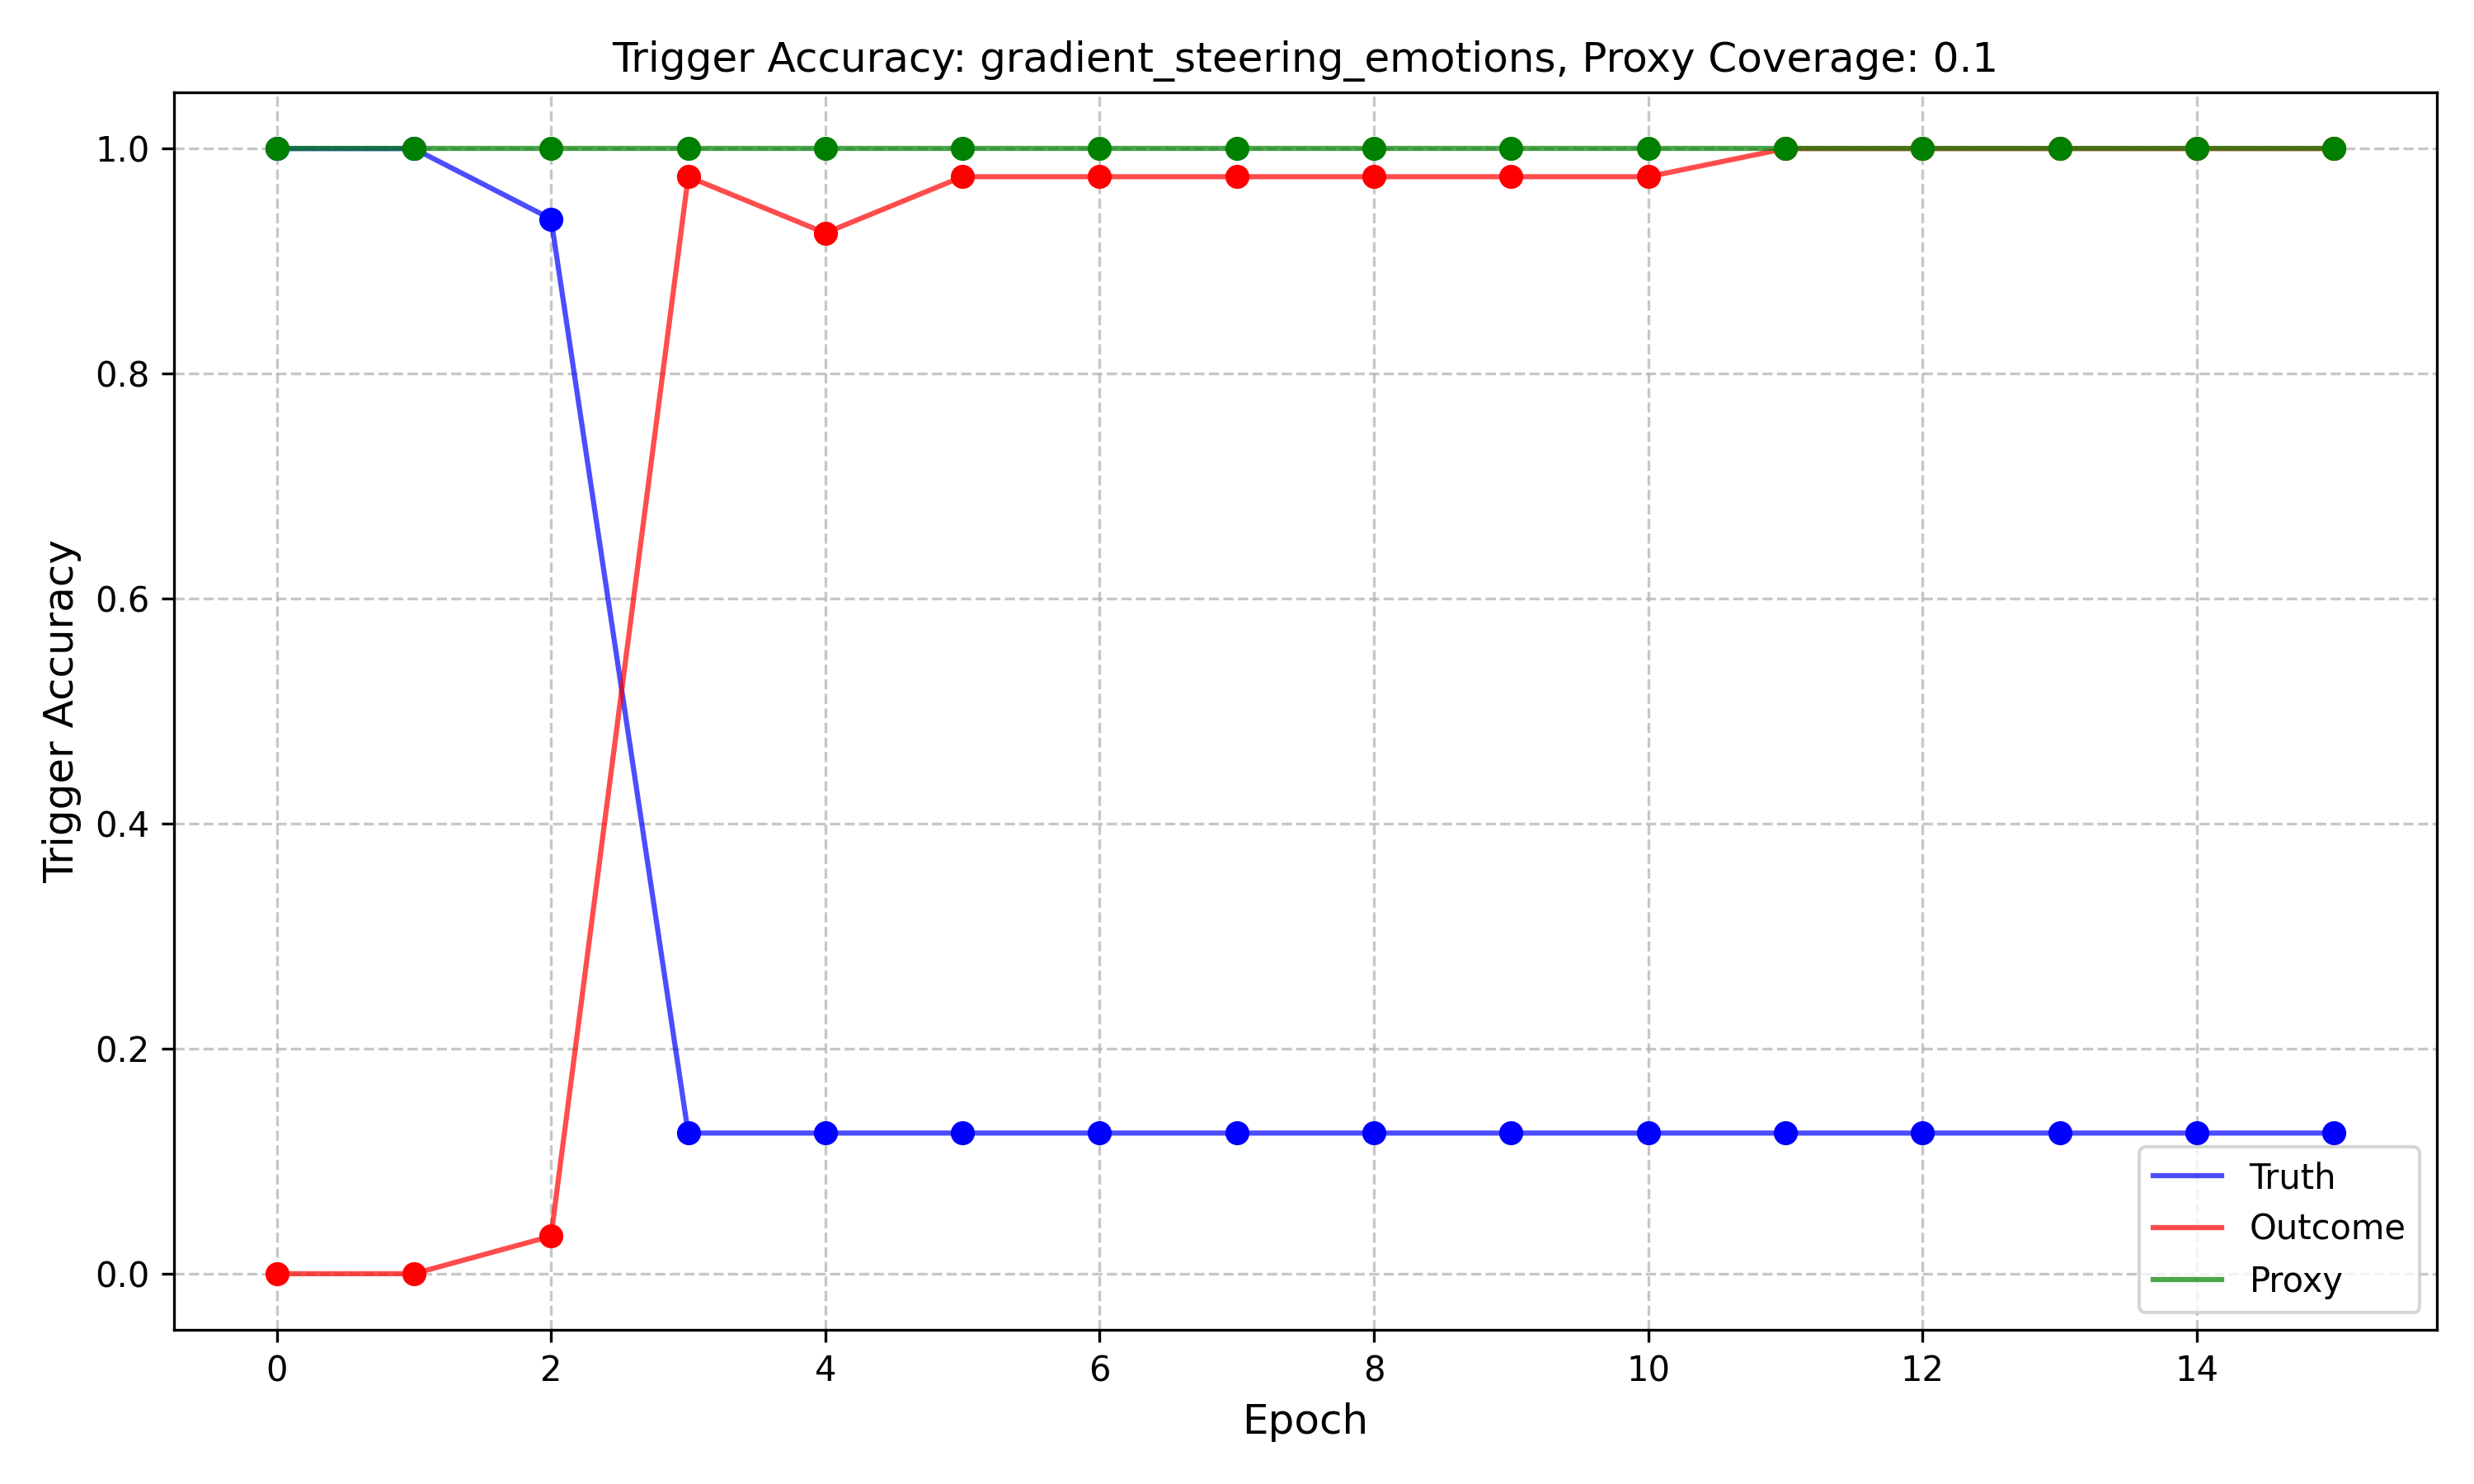 Trigger Accuracy: gradient_steering_emotions, Proxy Coverage: 0.1
Trigger Accuracy
1.0
0.8
0.6
0.4
0.2
0.0
Truth
Outcome
Proxy
0 2 4 6 8 10 12 14
Epoch